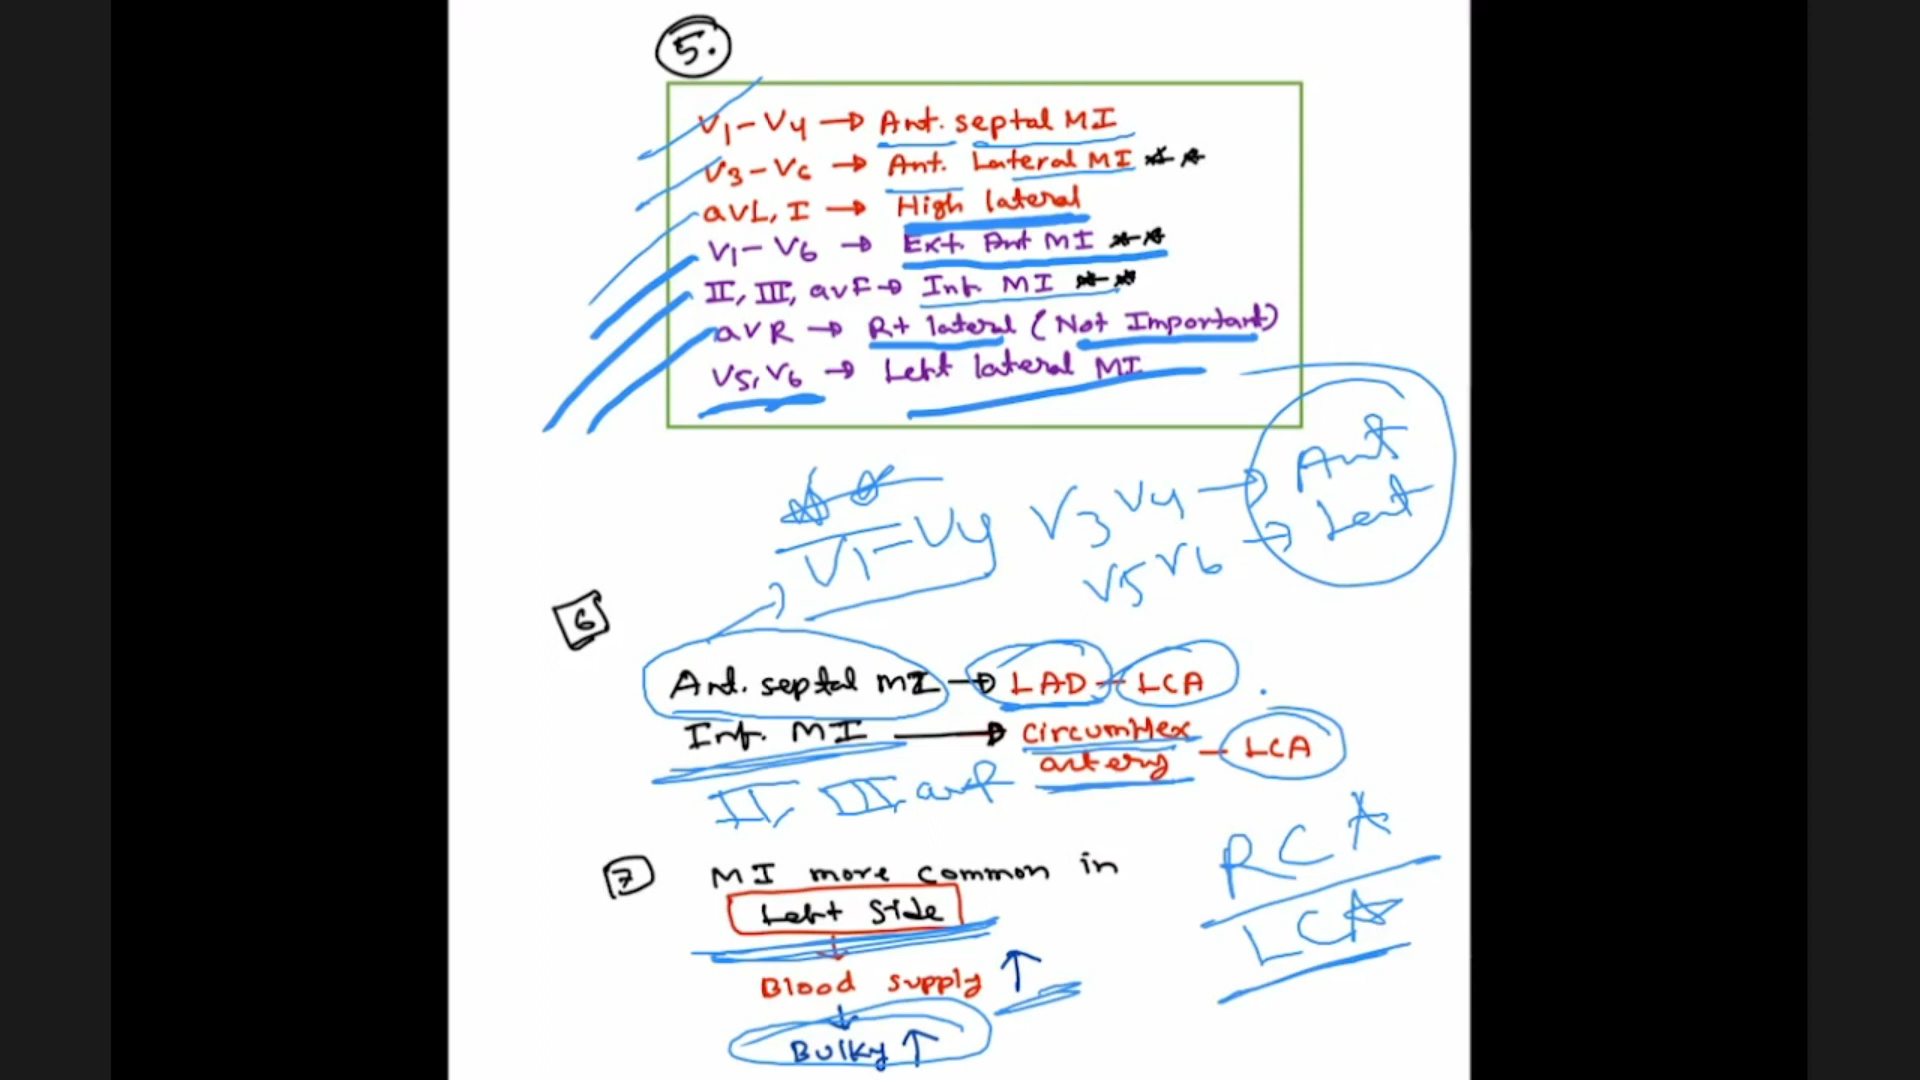 5.
V1-V4 → Ant. septal MI
V3-V6 → Ant. Lateral MI **
avL, I → High lateral
V1-V6 → Ext. Ant MI **
II, III, avF → Inf. MI **
avR → Rt lateral (Not Important)
V5, V6 → Left lateral MI
V1-V4 V3 V4 → Ant
V5 V6 → Lat
6
Ant. septal MI → LAD - LCA
Inf. MI → circumflex artery - LCA
II, III, avF
RCA
LCA
7 MI more common in
Left Side
↓
Blood supply ↑
↓
Bulky ↑